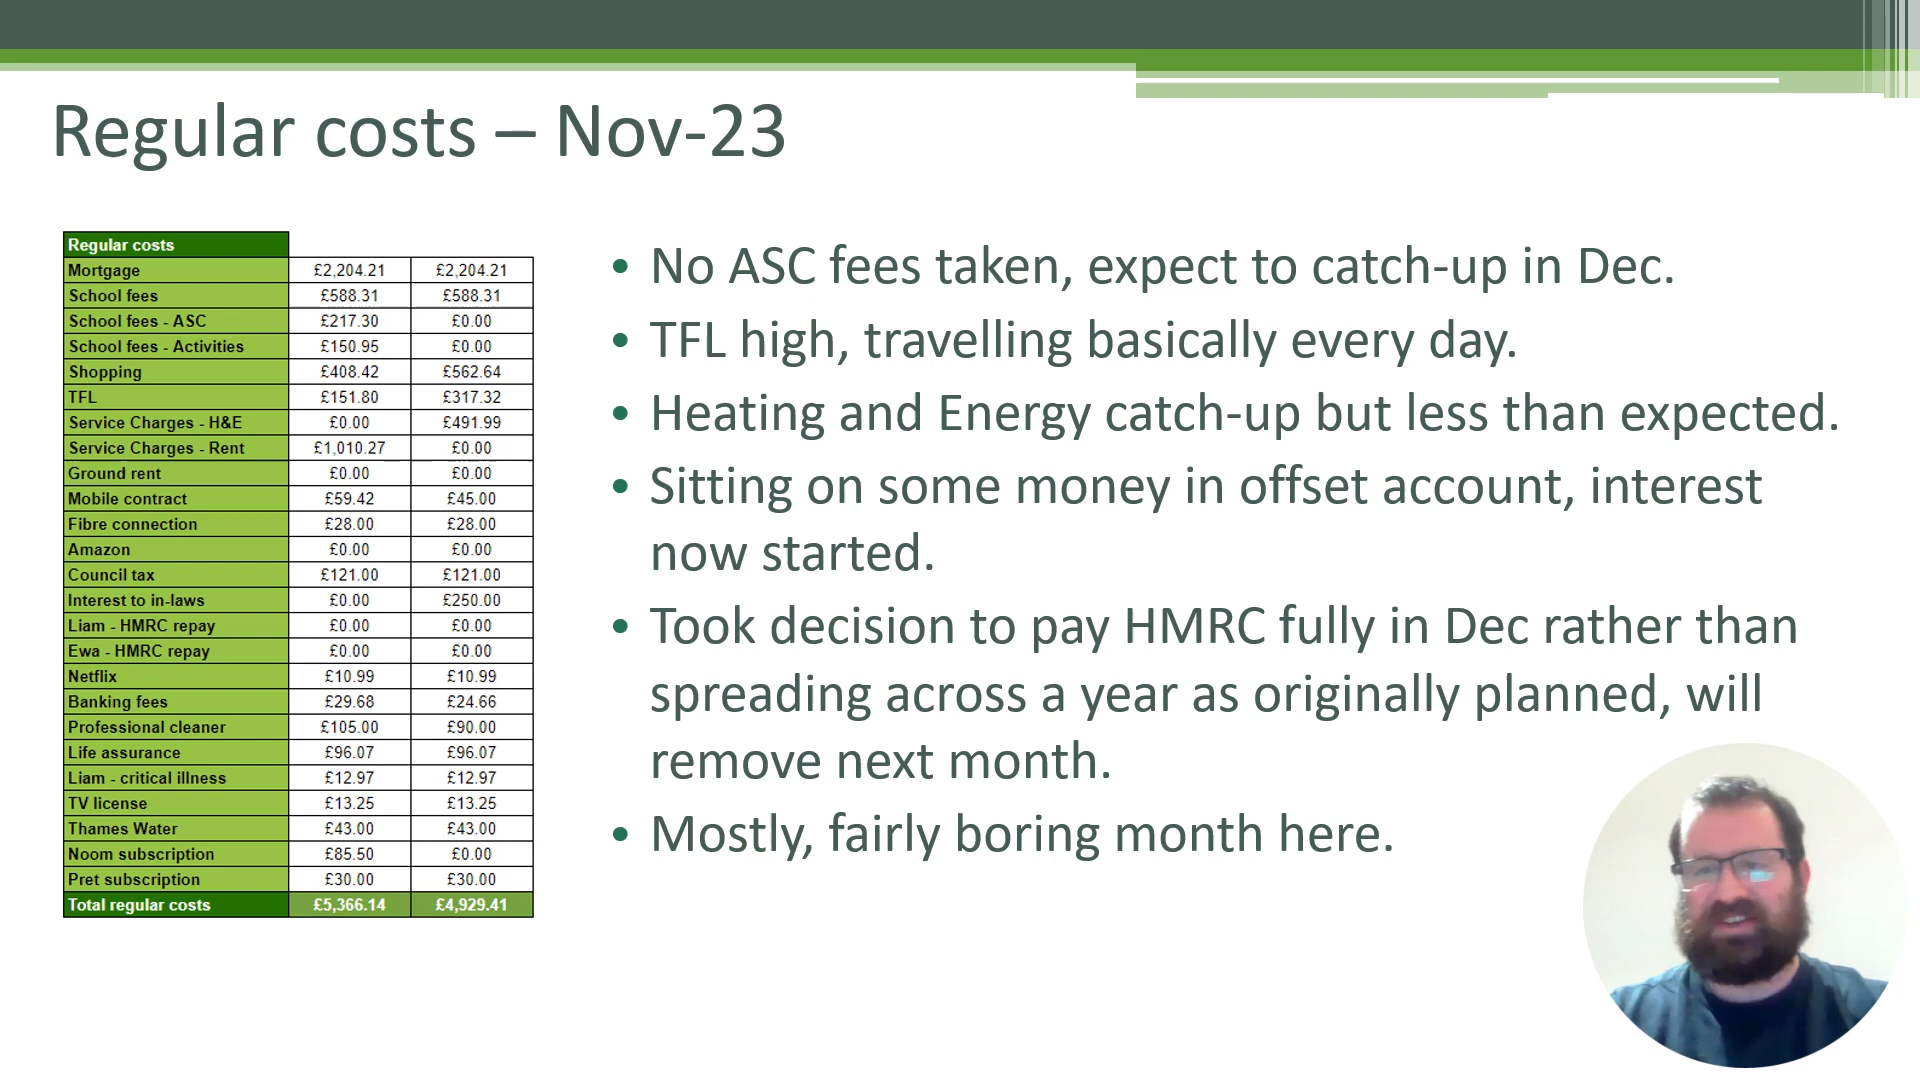 Regular costs – Nov-23
Regular costs
Mortgage £2,204.21 £2,204.21
School fees £588.31 £588.31
School fees - ASC £217.30 £0.00
School fees - Activities £150.95 £0.00
Shopping £408.42 £562.64
TFL £151.80 £317.32
Service Charges - H&E £0.00 £491.99
Service Charges - Rent £1,010.27 £0.00
Ground rent £0.00 £0.00
Mobile contract £59.42 £45.00
Fibre connection £28.00 £28.00
Amazon £0.00 £0.00
Council tax £121.00 £121.00
Interest to in-laws £0.00 £250.00
Liam - HMRC repay £0.00 £0.00
Ewa - HMRC repay £0.00 £0.00
Netflix £10.99 £10.99
Banking fees £29.68 £24.66
Professional cleaner £105.00 £90.00
Life assurance £96.07 £96.07
Liam - critical illness £12.97 £12.97
TV license £13.25 £13.25
Thames Water £43.00 £43.00
Noom subscription £85.50 £0.00
Pret subscription £30.00 £30.00
Total regular costs £5,366.14 £4,929.41
• No ASC fees taken, expect to catch-up in Dec.
• TFL high, travelling basically every day.
• Heating and Energy catch-up but less than expected.
• Sitting on some money in offset account, interest
now started.
• Took decision to pay HMRC fully in Dec rather than
spreading across a year as originally planned, will
remove next month.
• Mostly, fairly boring month here.